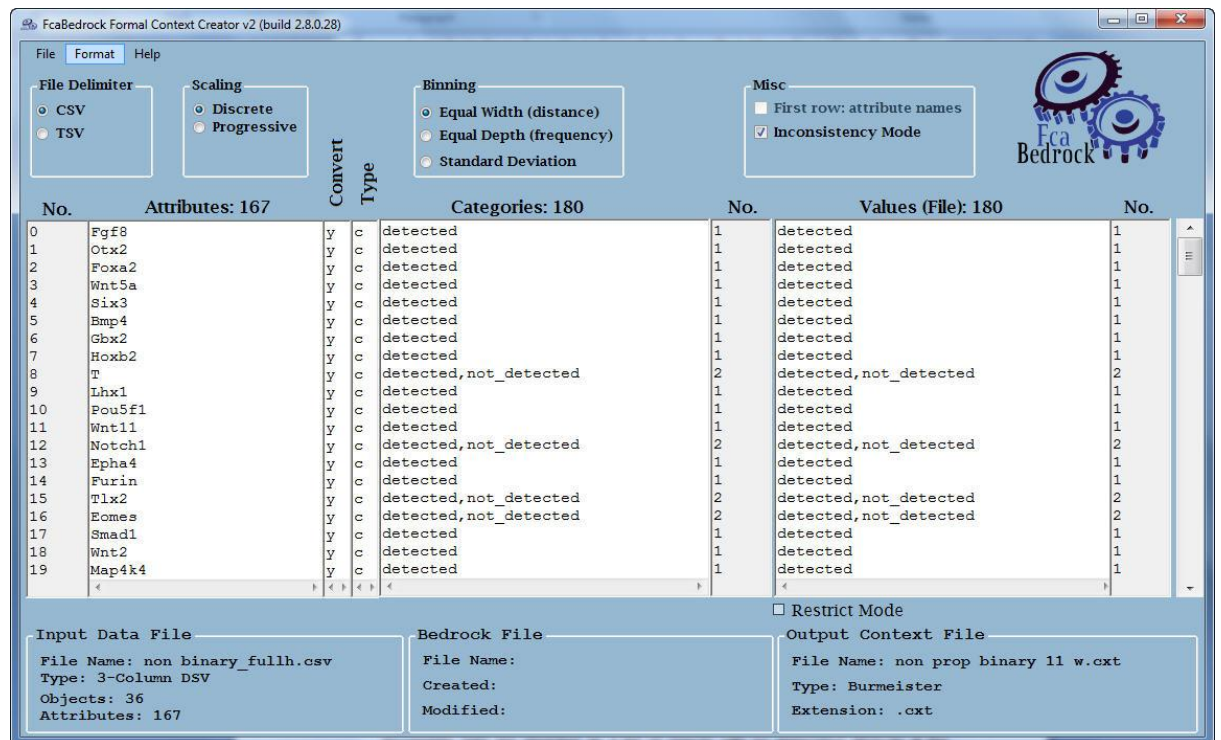 FcaBedrock Formal Context Creator v2 (build 2.8.0.28)
File Format Help
File Delimiter Scaling Binning Misc
CSV Discrete Equal Width (distance) First row: attribute names
TSV Progressive Equal Depth (frequency) Inconsistency Mode
Standard Deviation
Fca
Bedrock
Convert
Type
No. Attributes: 167 Categories: 180 No. Values (File): 180 No.
0 Fgf8 y c detected 1 detected 1
1 Otx2 y c detected 1 detected 1
2 Foxa2 y c detected 1 detected 1
3 Wnt5a y c detected 1 detected 1
4 Six3 y c detected 1 detected 1
5 Bmp4 y c detected 1 detected 1
6 Gbx2 y c detected 1 detected 1
7 Hoxb2 y c detected 1 detected 1
8 T y c detected,not_detected 2 detected,not_detected 2
9 Lhx1 y c detected 1 detected 1
10 Pou5f1 y c detected 1 detected 1
11 Wnt11 y c detected 1 detected 1
12 Notch1 y c detected,not_detected 2 detected,not_detected 2
13 Epha4 y c detected 1 detected 1
14 Furin y c detected 1 detected 1
15 Tlx2 y c detected,not_detected 2 detected,not_detected 2
16 Eomes y c detected,not_detected 2 detected,not_detected 2
17 Smad1 y c detected 1 detected 1
18 Wnt2 y c detected 1 detected 1
19 Map4k4 y c detected 1 detected 1
Restrict Mode
Input Data File Bedrock File Output Context File
File Name: non binary_fullh.csv File Name: File Name: non prop binary 11 w.cxt
Type: 3-Column DSV Created: Type: Burmeister
Objects: 36
Attributes: 167 Modified: Extension: .cxt